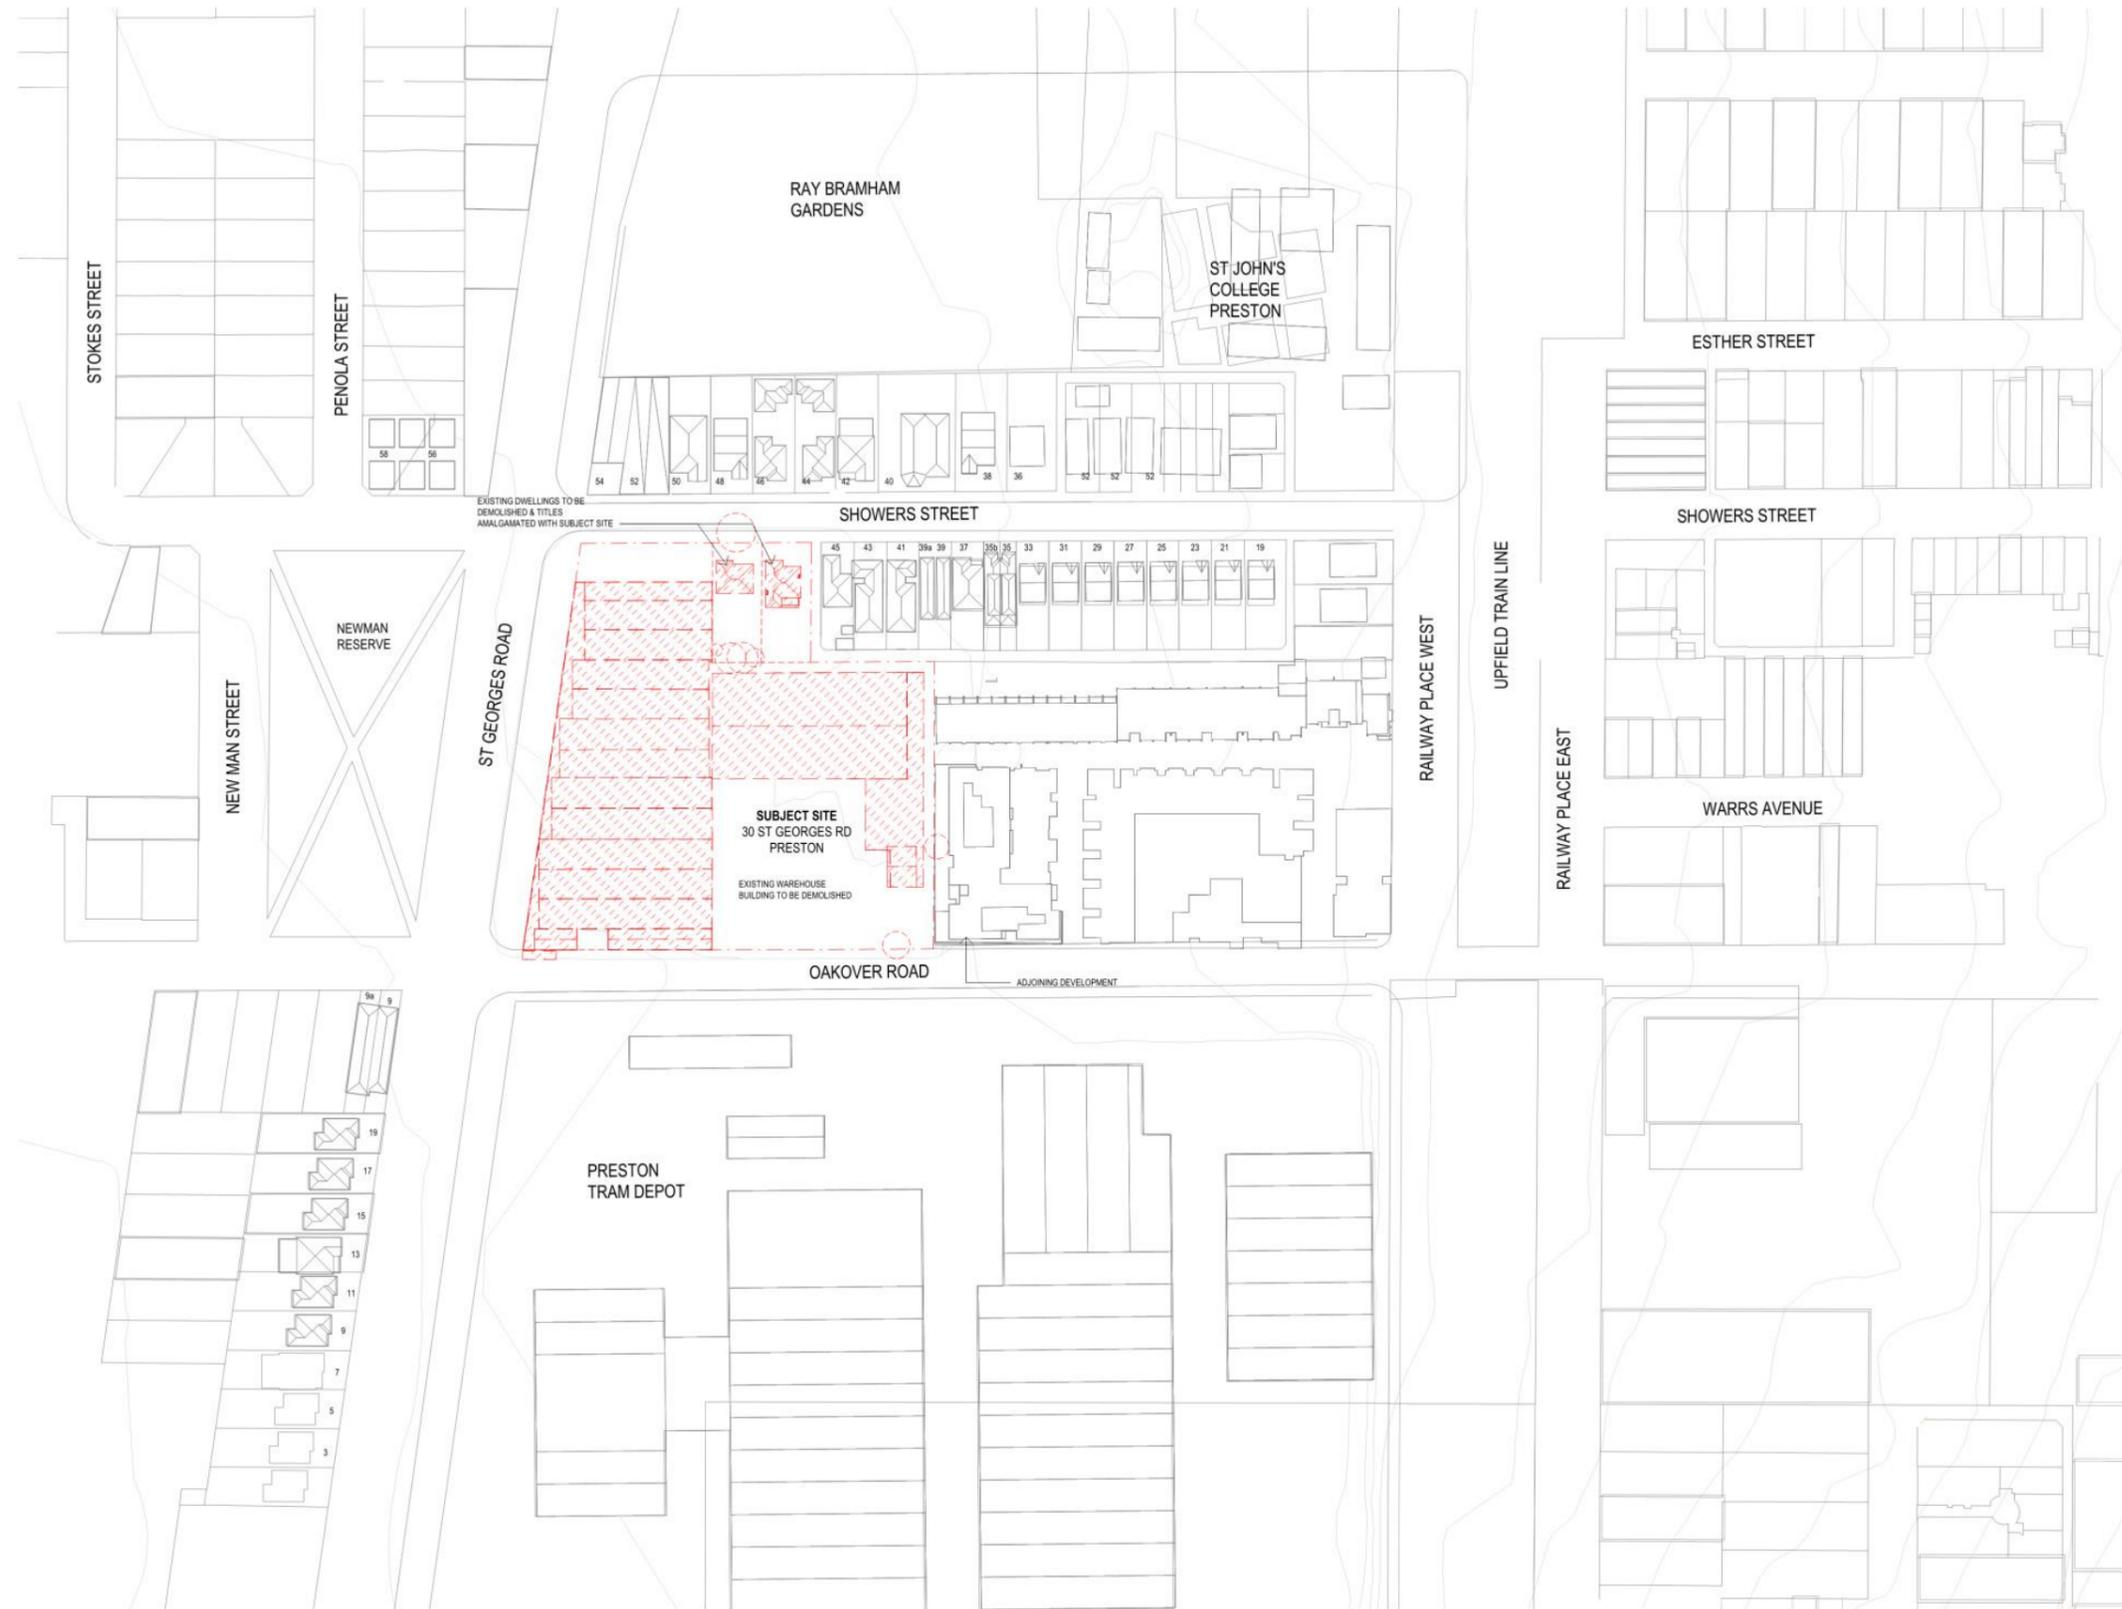 RAY BRAMHAM
GARDENS
ST JOHN'S
COLLEGE
PRESTON
STOKES STREET
PENOLA STREET
ESTHER STREET
58
56
54
52
50
48
46
44
42
40
38
36
52
52
52
EXISTING DWELLINGS TO BE
DEMOLISHED & TITLES
AMALGAMATED WITH SUBJECT SITE
SHOWERS STREET
SHOWERS STREET
45
43
41
39a
39
37
35b
35
33
31
29
27
25
23
21
19
NEWMAN
RESERVE
NEW MAN STREET
ST GEORGES ROAD
RAILWAY PLACE WEST
UPFIELD TRAIN LINE
RAILWAY PLACE EAST
WARRS AVENUE
SUBJECT SITE
30 ST GEORGES RD
PRESTON
EXISTING WAREHOUSE
BUILDING TO BE DEMOLISHED
OAKOVER ROAD
ADJOINING DEVELOPMENT
9a
9
19
17
15
13
11
9
7
5
3
PRESTON
TRAM DEPOT